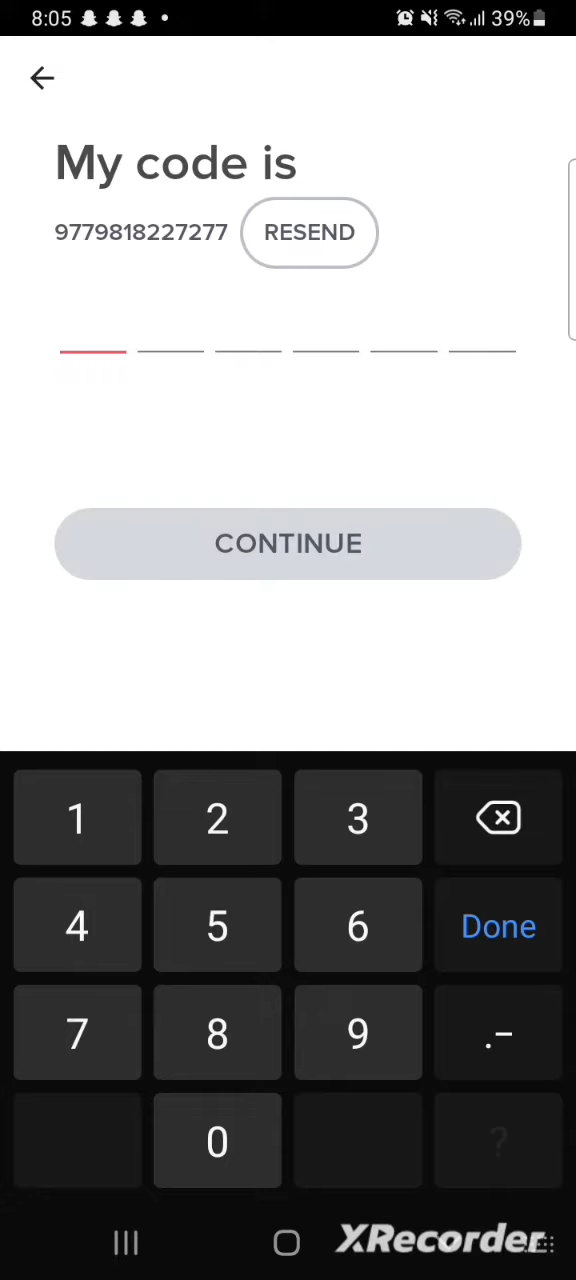 8:05 39%
My code is
9779818227277 RESEND
CONTINUE
1 2 3
4 5 6 Done
7 8 9 .-
0 ?
XRecorder